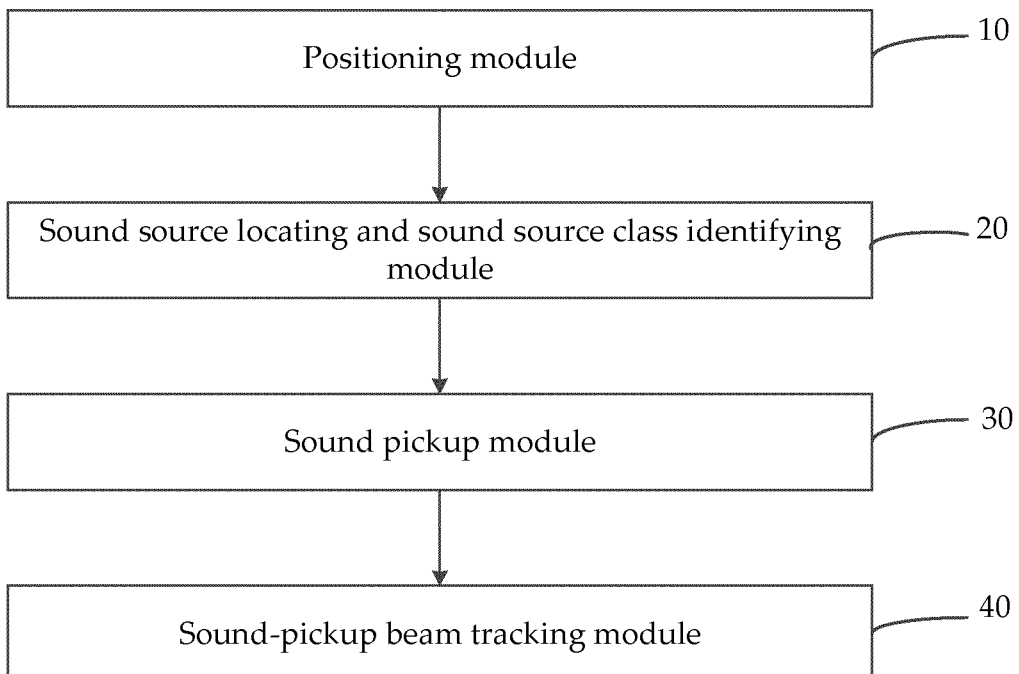 Positioning module
10
Sound source locating and sound source class identifying
module
20
Sound pickup module
30
Sound-pickup beam tracking module
40